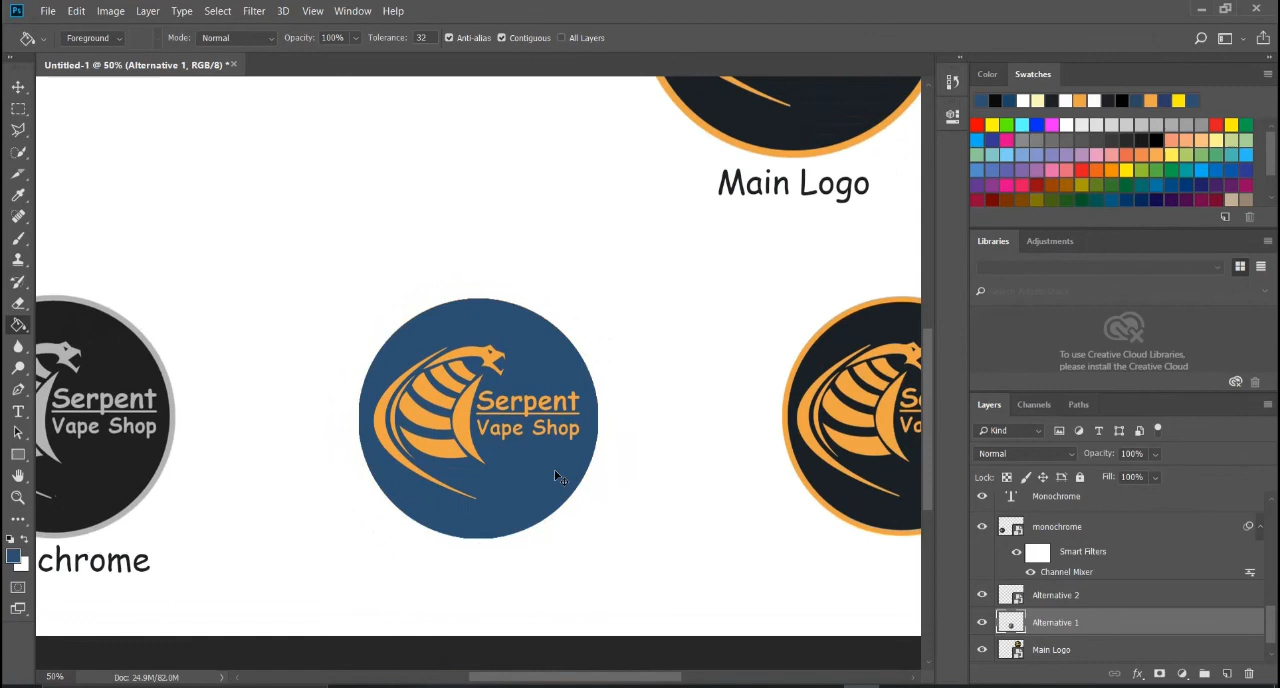 Ps File Edit Image Layer Type Select Filter 3D View Window Help
Foreground Mode: Normal Opacity: 100% Tolerance: 32 Anti-alias Contiguous All Layers
Untitled-1 @ 50% (Alternative 1, RGB/8) *
Color Swatches
Main Logo
Libraries Adjustments
To use Creative Cloud Libraries,
please install the Creative Cloud
Serpent
Vape Shop
Serpent
Vape Shop
chrome
Layers Channels Paths
Kind
Normal Opacity: 100%
Lock: Fill: 100%
Monochrome
monochrome
Smart Filters
Channel Mixer
Alternative 2
Alternative 1
Main Logo
50% Doc: 24.9M/82.0M